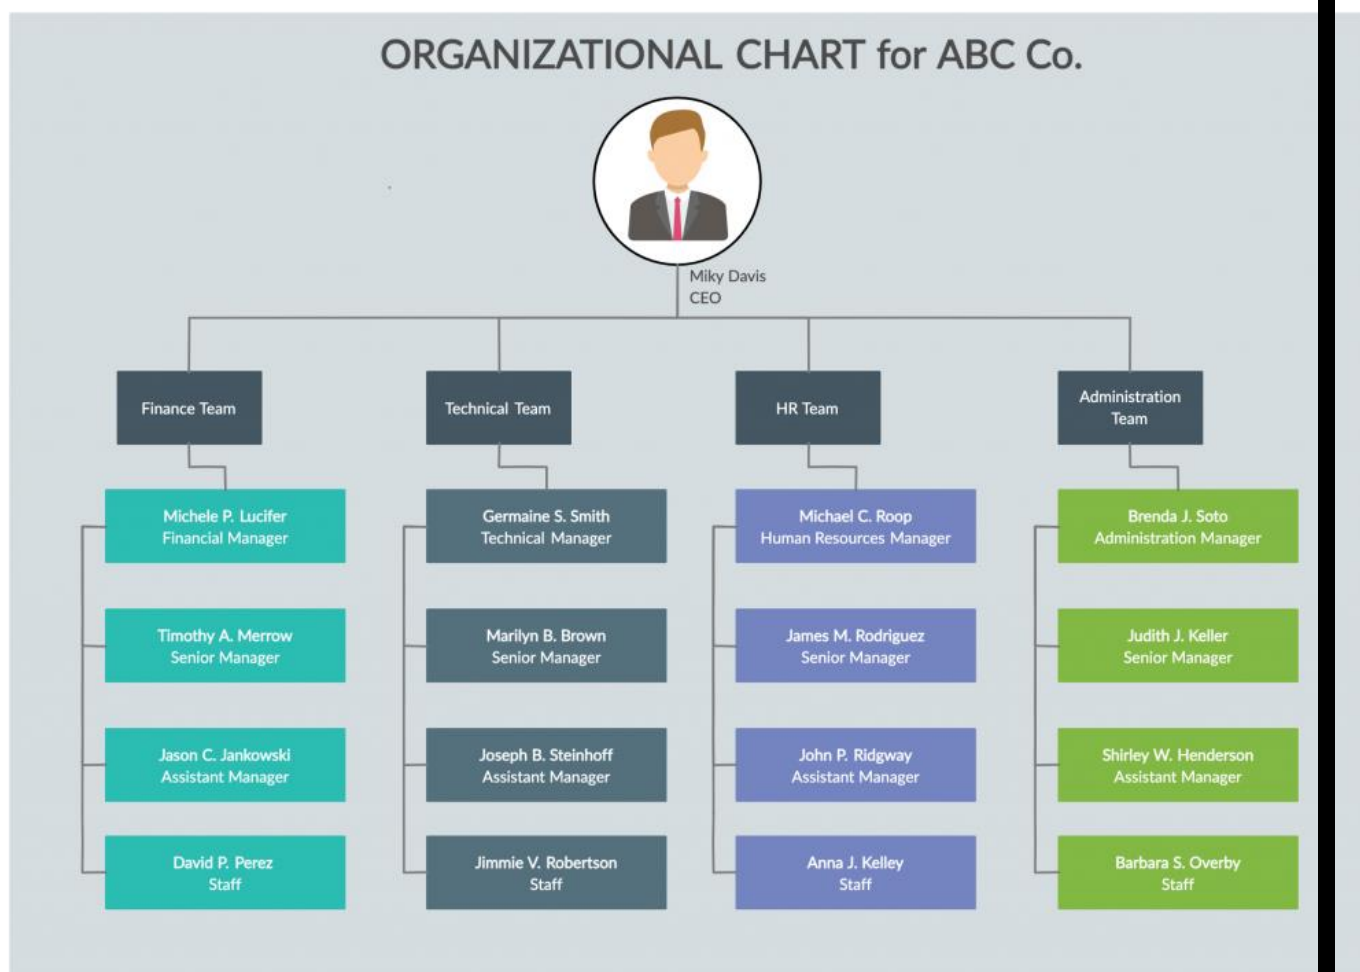 ORGANIZATIONAL CHART for ABC Co.
Miky Davis
CEO
Finance Team
Technical Team
HR Team
Administration
Team
Michele P. Lucifer
Financial Manager
Germaine S. Smith
Technical Manager
Michael C. Roop
Human Resources Manager
Brenda J. Soto
Administration Manager
Timothy A. Merrow
Senior Manager
Marilyn B. Brown
Senior Manager
James M. Rodriguez
Senior Manager
Judith J. Keller
Senior Manager
Jason C. Jankowski
Assistant Manager
Joseph B. Steinhoff
Assistant Manager
John P. Ridgway
Assistant Manager
Shirley W. Henderson
Assistant Manager
David P. Perez
Staff
Jimmie V. Robertson
Staff
Anna J. Kelley
Staff
Barbara S. Overby
Staff